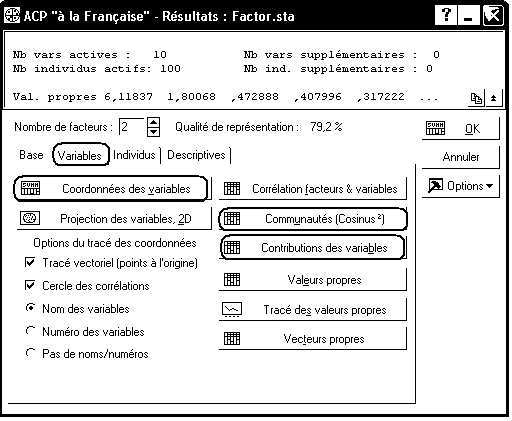 ACP "à la Française" - Résultats : Factor.sta
Nb vars actives : 10 Nb vars supplémentaires : 0
Nb individus actifs: 100 Nb ind. supplémentaires : 0
Val. propres 6,11837 1,80068 ,472888 ,407996 ,317222 ...
Nombre de facteurs : 2 Qualité de représentation : 79,2 %
OK
Base Variables Individus Descriptives
Annuler
Coordonnées des variables
Corrélation facteurs & variables
Options
Projection des variables, 2D
Communautés (Cosinus ²)
Options du tracé des coordonnées
Contributions des variables
Tracé vectoriel (points à l'origine)
Cercle des corrélations
Valeurs propres
Nom des variables
Tracé des valeurs propres
Numéro des variables
Vecteurs propres
Pas de noms/numéros